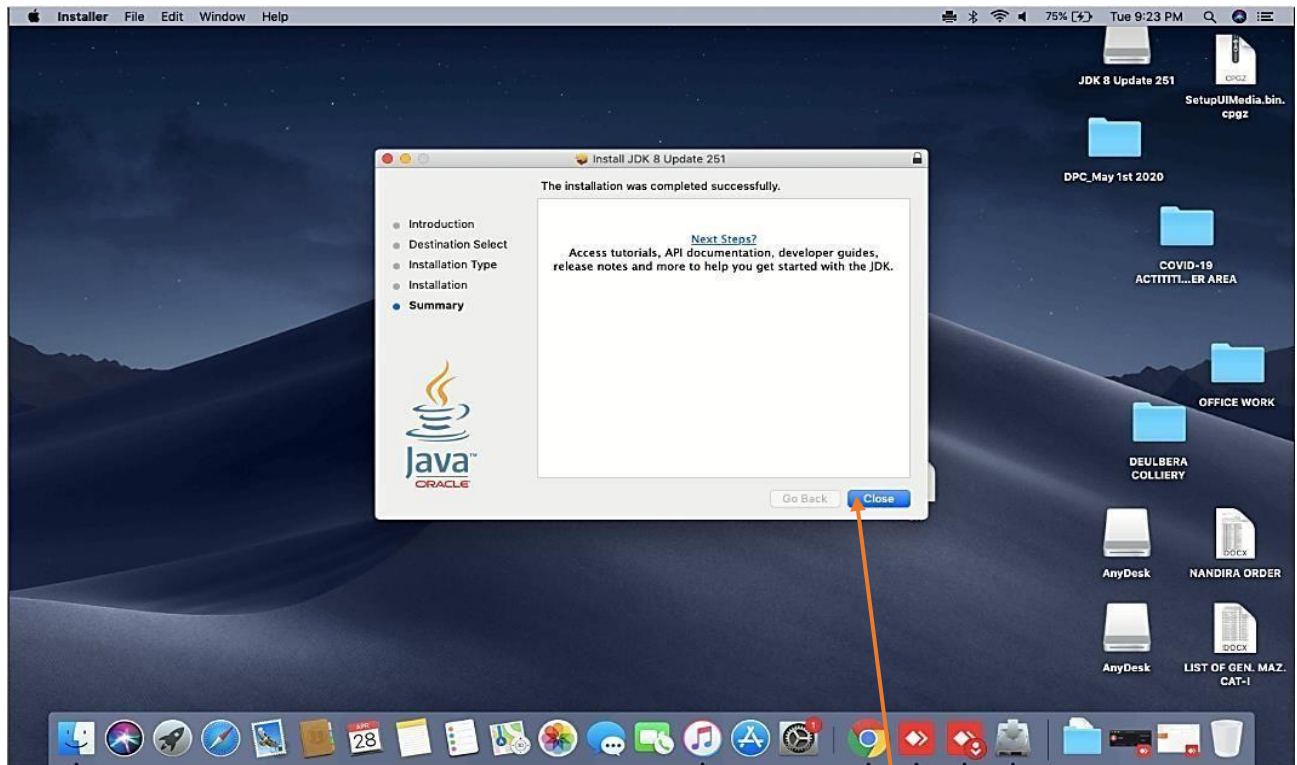 Installer File Edit Window Help 75% Tue 9:23 PM
JDK 8 Update 251
CPGZ
SetupUIMedia.bin.
cpgz
DPC_May 1st 2020
COVID-19
ACTITITI...ER AREA
OFFICE WORK
DEULBERA
COLLIERY
AnyDesk
DOCX
NANDIRA ORDER
AnyDesk
DOCX
LIST OF GEN. MAZ.
CAT-I
Install JDK 8 Update 251
The installation was completed successfully.
Introduction
Destination Select
Installation Type
Installation
Summary
Next Steps?
Access tutorials, API documentation, developer guides,
release notes and more to help you get started with the JDK.
Java™
ORACLE
Go Back Close
APR
28
1